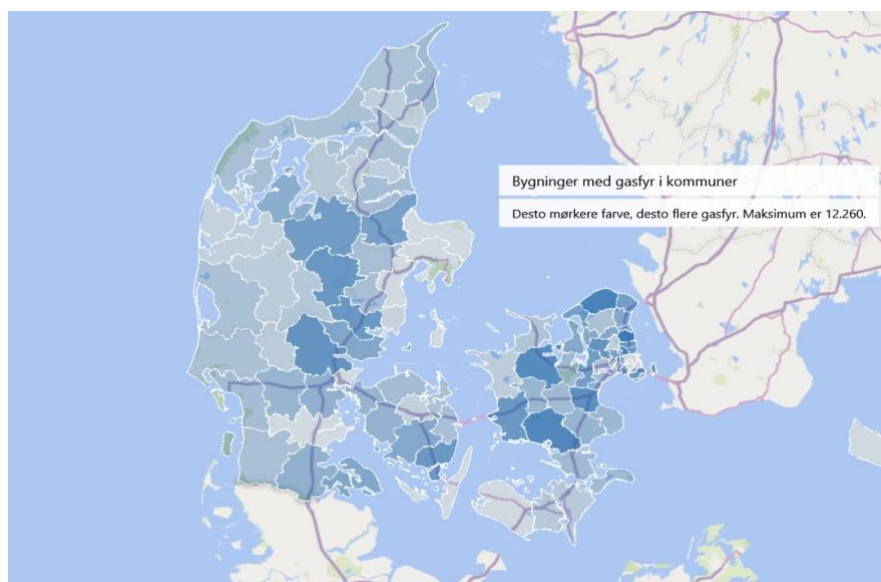 Bygninger med gasfyr i kommuner
Desto mørkere farve, desto flere gasfyr. Maksimum er 12.260.